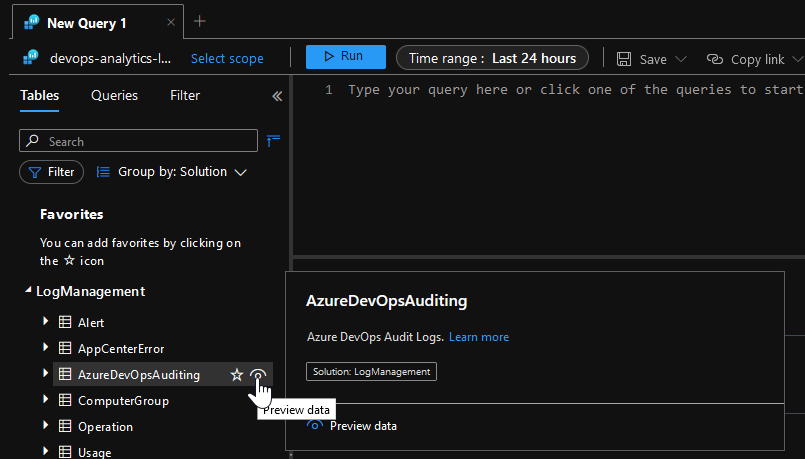 New Query 1
devops-analytics-l... Select scope Run Time range : Last 24 hours Save Copy link
Tables Queries Filter
1 Type your query here or click one of the queries to start
Search
Filter Group by: Solution
Favorites
You can add favorites by clicking on
the ☆ icon
LogManagement
Alert
AppCenterError
AzureDevOpsAuditing
ComputerGroup
Operation
Usage
Preview data
AzureDevOpsAuditing
Azure DevOps Audit Logs. Learn more
Solution: LogManagement
Preview data